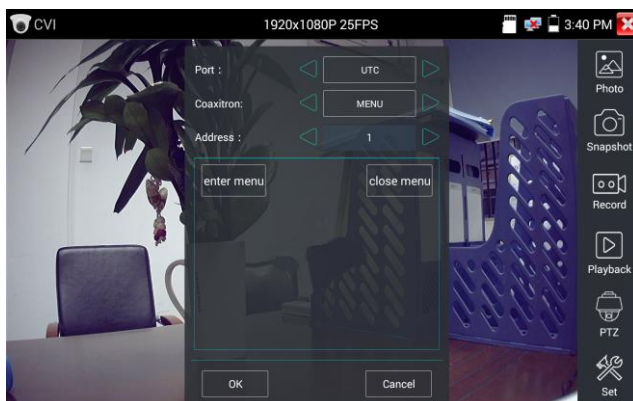 CVI 1920x1080P 25FPS 3:40 PM
Port : UTC
Coaxitron: MENU
Address : 1
enter menu close menu
OK Cancel
Photo
Snapshot
Record
Playback
PTZ
Set